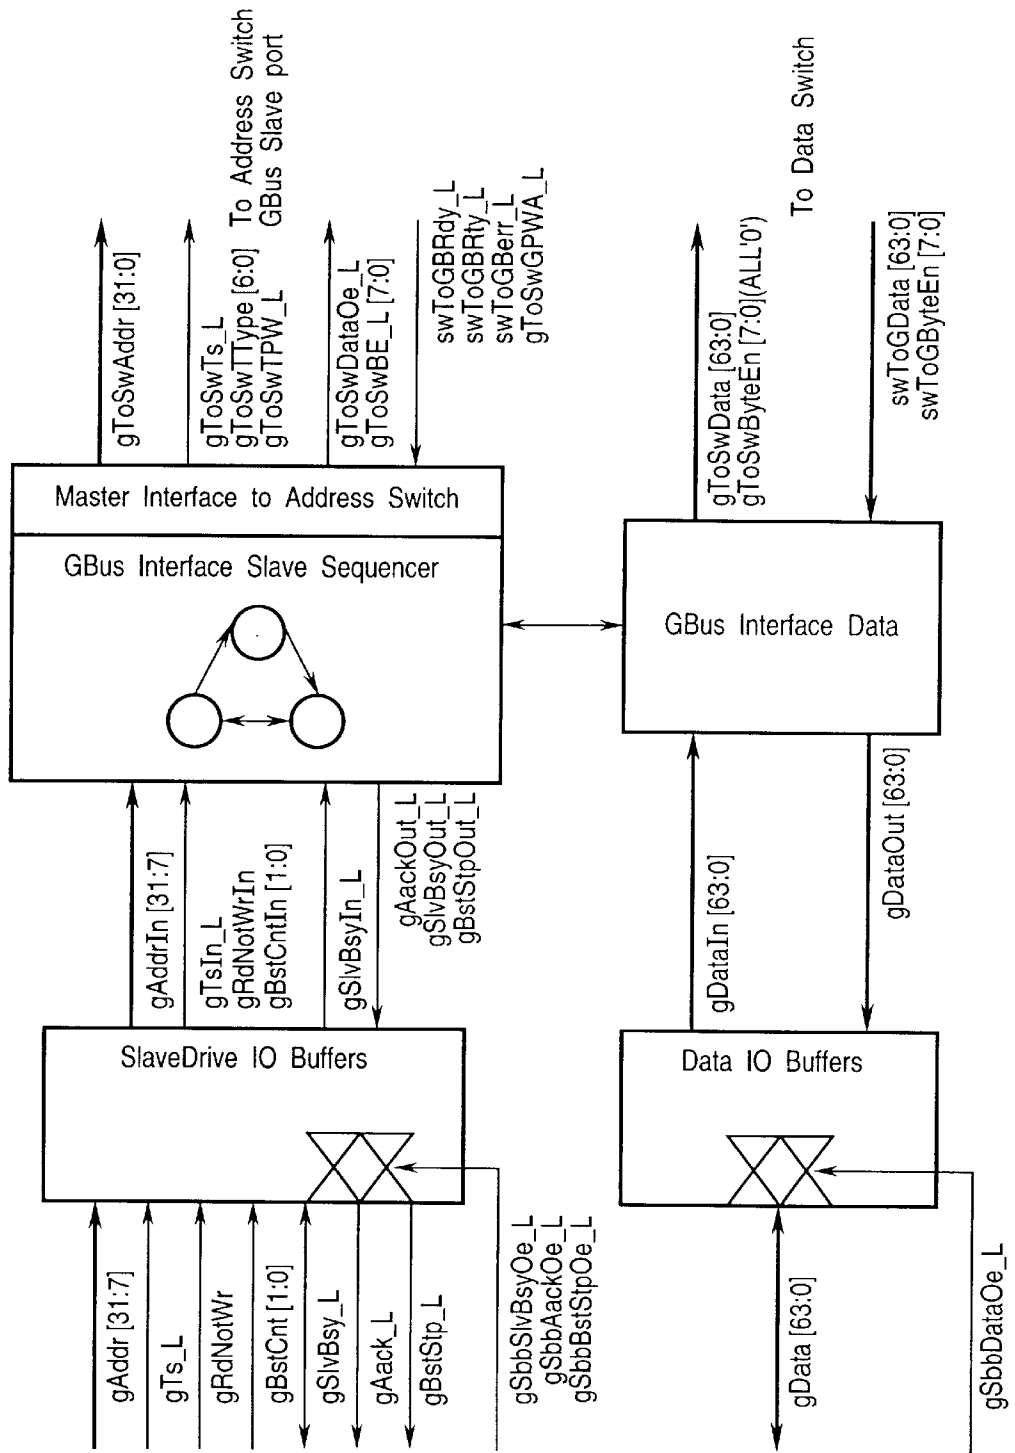 To Address Switch
GBus Slave port
gToSwAddr [31:0]
gToSwTs_L
gToSwTType [6:0]
gToSwTPW_L
gToSwDataOe_L
gToSwBE_L [7:0]
swToGBRdy_L
swToGBRty_L
swToGBerr_L
gToSwGPWA_L
To Data Switch
gToSwData [63:0]
gToSwByteEn [7:0](ALL'0')
swToGData [63:0]
swToGByteEn [7:0]
Master Interface to Address Switch
GBus Interface Slave Sequencer
GBus Interface Data
gAddrIn [31:7]
gTsIn_L
gRdNotWrIn
gBstCntIn [1:0]
gSlvBsyIn_L
gAackOut_L
gSlvBsyOut_L
gBstStpOut_L
gDataIn [63:0]
gDataOut [63:0]
SlaveDrive IO Buffers
Data IO Buffers
gAddr [31:7]
gTs_L
gRdNotWr
gBstCnt [1:0]
gSlvBsy_L
gAack_L
gBstStp_L
gSbbSlvBsyOe_L
gSbbAackOe_L
gSbbBstStpOe_L
gData [63:0]
gSbbDataOe_L